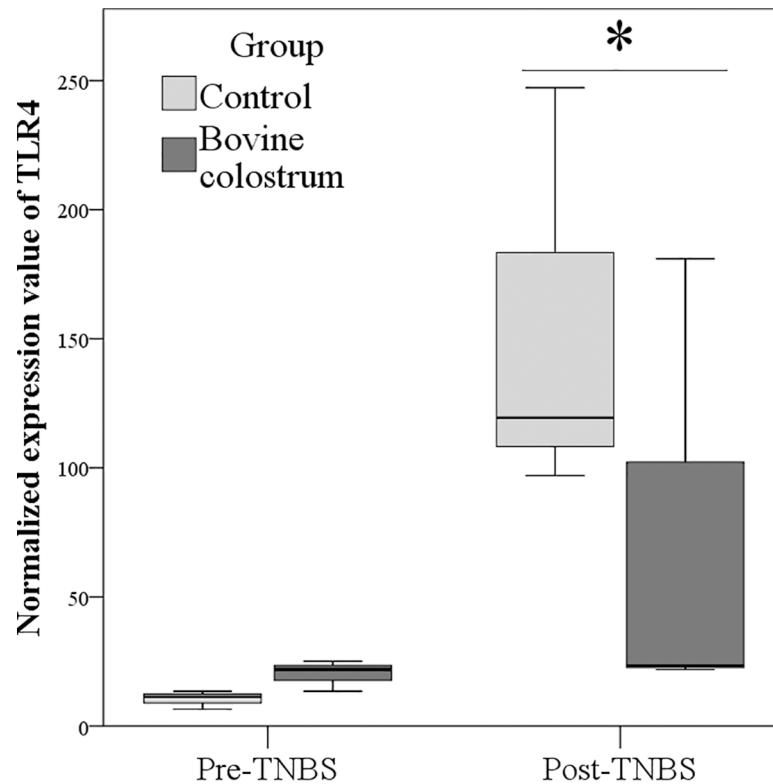 Normalized expression value of TLR4
Group
Control
Bovine
colostrum
*
250
200
150
100
50
0
Pre-TNBS
Post-TNBS